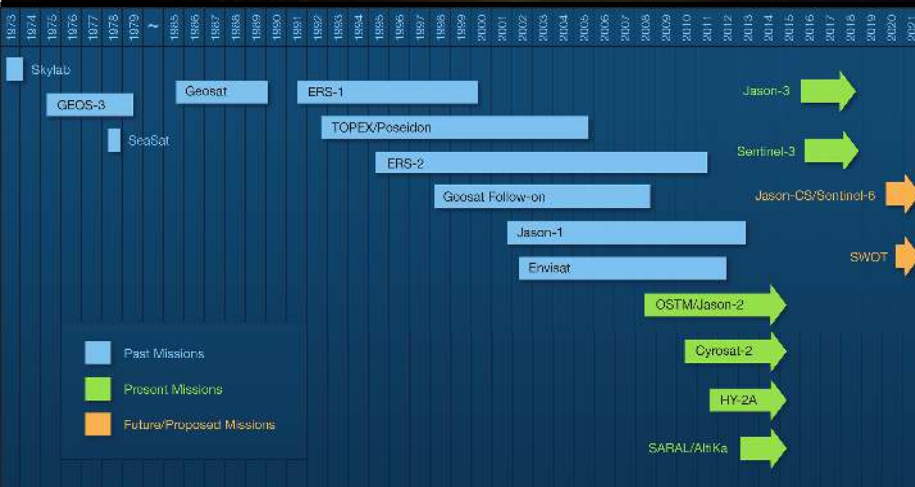 1973 1974 1975 1976 1977 1978 1979 ~ 1985 1986 1987 1988 1989 1990 1991 1992 1993 1994 1995 1996 1997 1998 1999 2000 2001 2002 2003 2004 2005 2006 2007 2008 2009 2010 2011 2012 2013 2014 2015 2016 2017 2018 2019 2020 2021
Skylab
GEOS-3
Geosat
ERS-1
Jason-3
SeaSat
TOPEX/Poseidon
Sentinel-3
ERS-2
Geosat Follow-on
Jason-CS/Sentinel-6
Jason-1
SWOT
Envisat
OSTM/Jason-2
Past Missions
Cyrosat-2
Present Missions
HY-2A
Future/Proposed Missions
SARAL/AltiKa